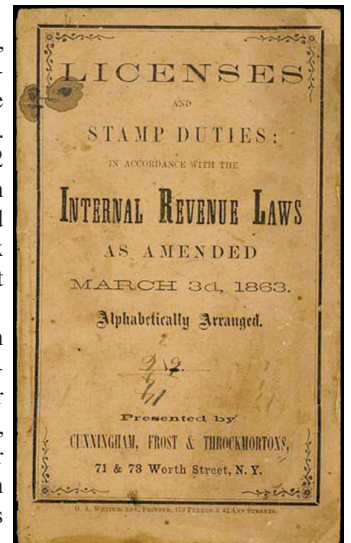 LICENSES
AND
STAMP DUTIES:
IN ACCORDANCE WITH THE
INTERNAL REVENUE LAWS
AS AMENDED
MARCH 3d, 1863.
Alphabetically Arranged.
Presented by
CUNNINGHAM, FROST & THROCKMORTONS,
71 & 73 Worth Street, N. Y.